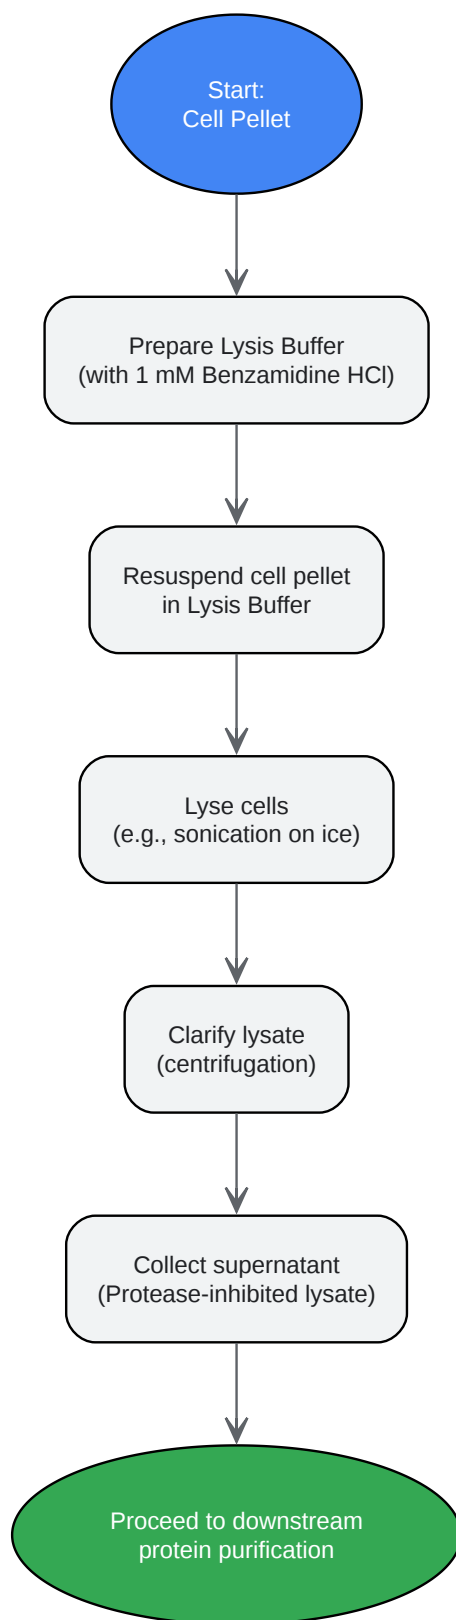 Start:
Cell Pellet
Prepare Lysis Buffer
(with 1 mM Benzamidine HCl)
Resuspend cell pellet
in Lysis Buffer
Lyse cells
(e.g., sonication on ice)
Clarify lysate
(centrifugation)
Collect supernatant
(Protease-inhibited lysate)
Proceed to downstream
protein purification